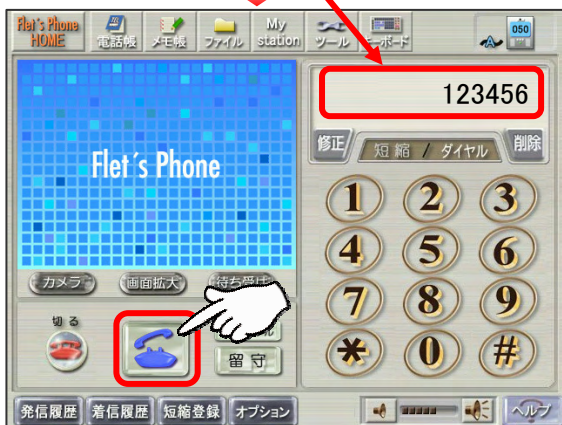 Flet's Phone
HOME
電話帳
メモ帳
ファイル
My
station
ツール
キーボード
050
123456
修正
短縮 / ダイヤル
削除
Flet's Phone
1 2 3
4 5 6
7 8 9
* 0 #
カメラ
画面拡大
待ち受け
切る
留守
発信履歴
着信履歴
短縮登録
オプション
ヘルプ